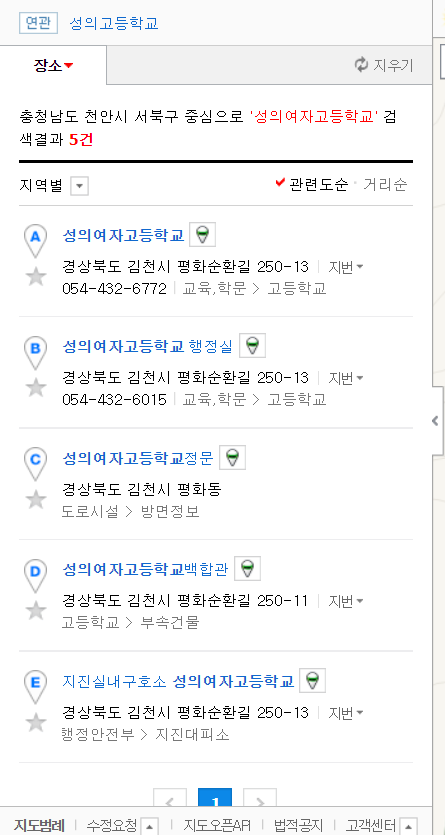 연관 성의고등학교
장소 지우기
충청남도 천안시 서북구 중심으로 '성의여자고등학교' 검
색결과 5건
지역별 관련도순 거리순
A 성의여자고등학교
경상북도 김천시 평화순환길 250-13 지번
054-432-6772 교육,학문 > 고등학교
B 성의여자고등학교 행정실
경상북도 김천시 평화순환길 250-13 지번
054-432-6015 교육,학문 > 고등학교
C 성의여자고등학교정문
경상북도 김천시 평화동
도로시설 > 방면정보
D 성의여자고등학교백합관
경상북도 김천시 평화순환길 250-11 지번
고등학교 > 부속건물
E 지진실내구호소 성의여자고등학교
경상북도 김천시 평화순환길 250-13 지번
행정안전부 > 지진대피소
< 1 >
지도범례 수정요청 지도오픈API 법적공지 고객센터